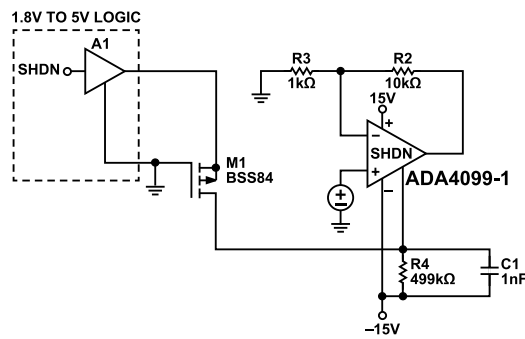 1.8V TO 5V LOGIC
A1
SHDN
R3
1kΩ
R2
10kΩ
15V
+
−
SHDN
+
ADA4099-1
−
M1
BSS84
+
−
R4
499kΩ
C1
1nF
–15V